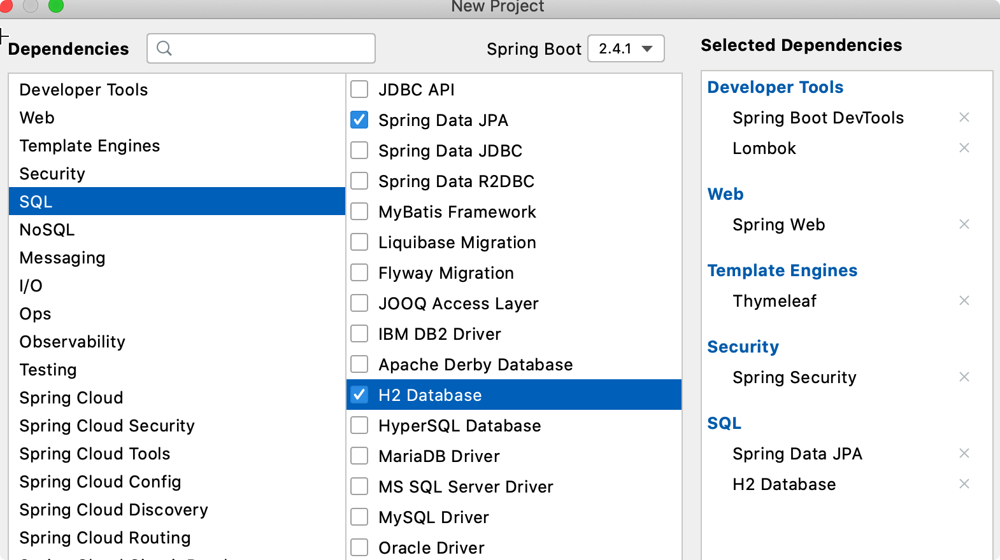 New Project
Dependencies
Spring Boot
2.4.1
Selected Dependencies
Developer Tools
Web
Template Engines
Security
SQL
NoSQL
Messaging
I/O
Ops
Observability
Testing
Spring Cloud
Spring Cloud Security
Spring Cloud Tools
Spring Cloud Config
Spring Cloud Discovery
Spring Cloud Routing
JDBC API
Spring Data JPA
Spring Data JDBC
Spring Data R2DBC
MyBatis Framework
Liquibase Migration
Flyway Migration
JOOQ Access Layer
IBM DB2 Driver
Apache Derby Database
H2 Database
HyperSQL Database
MariaDB Driver
MS SQL Server Driver
MySQL Driver
Oracle Driver
Developer Tools
Spring Boot DevTools
Lombok
Web
Spring Web
Template Engines
Thymeleaf
Security
Spring Security
SQL
Spring Data JPA
H2 Database